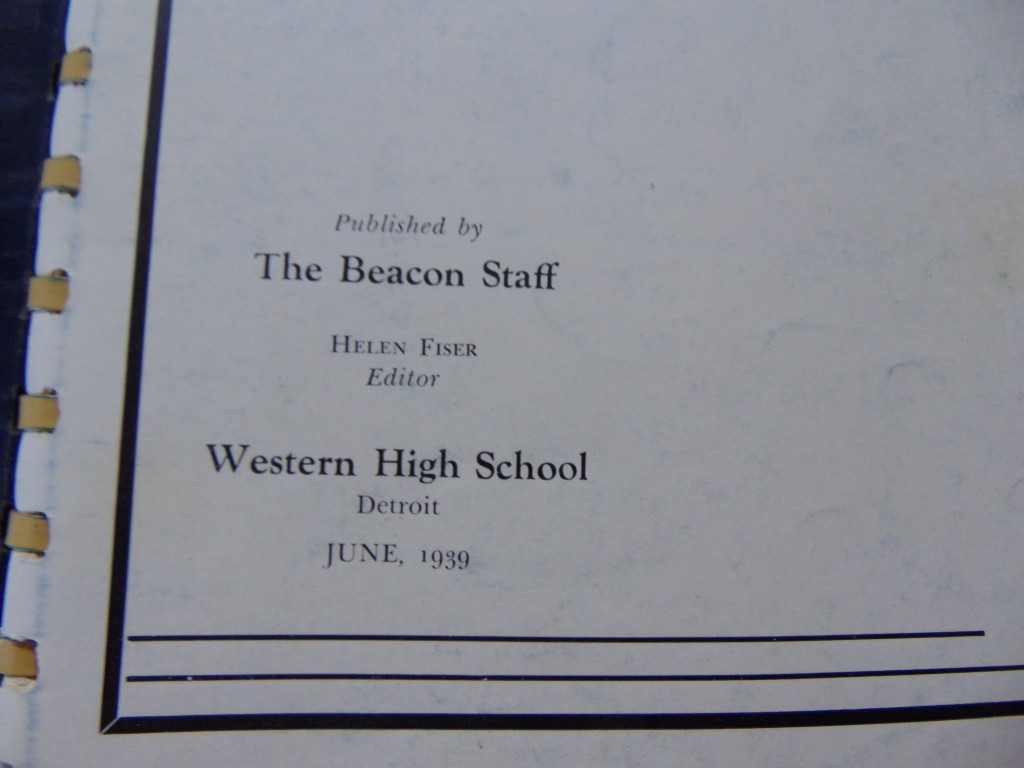 Published by
The Beacon Staff
Helen Fiser
Editor
Western High School
Detroit
JUNE, 1939